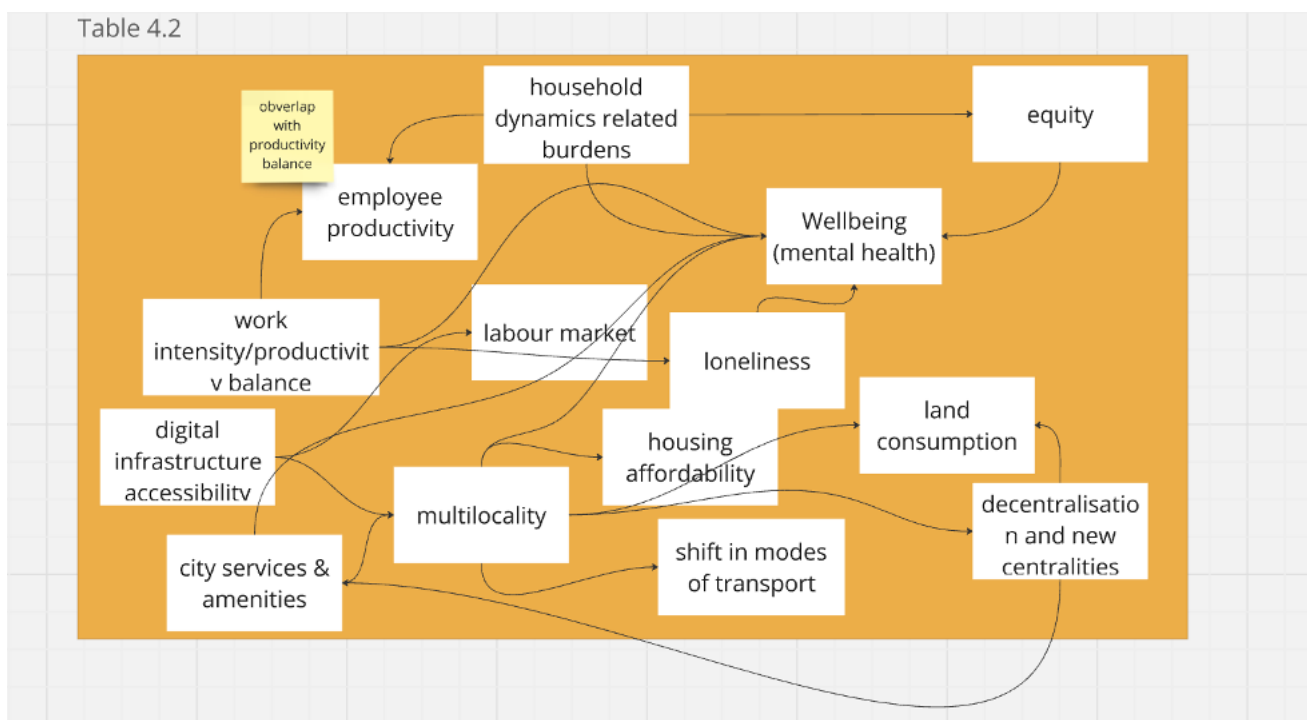 Table 4.2
obverlap
with
productivity
balance
household
dynamics related
burdens
equity
employee
productivity
Wellbeing
(mental health)
work
intensity/productivit
y balance
labour market
loneliness
digital
infrastructure
accessibility
housing
affordability
land
consumption
multilocality
decentralisatio
n and new
centralities
city services &
amenities
shift in modes
of transport